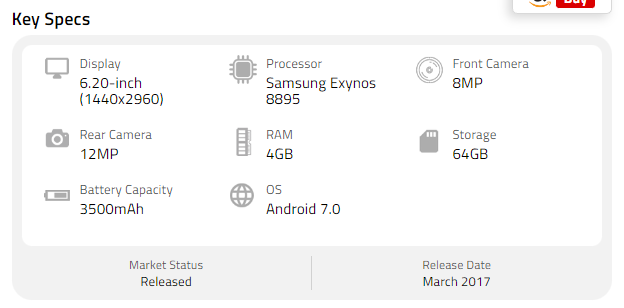 Buy
Key Specs
Display
6.20-inch
(1440x2960)
Processor
Samsung Exynos
8895
Front Camera
8MP
Rear Camera
12MP
RAM
4GB
Storage
64GB
Battery Capacity
3500mAh
OS
Android 7.0
Market Status
Released
Release Date
March 2017